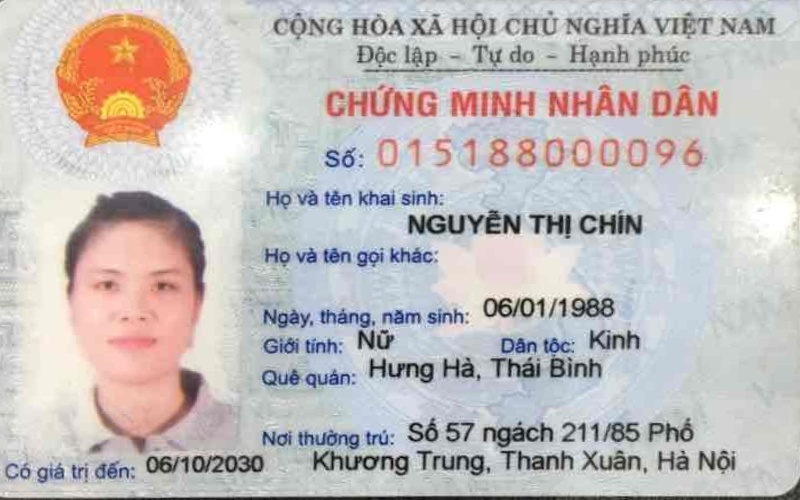 CỘNG HÒA XÃ HỘI CHỦ NGHĨA VIỆT NAM
Độc lập - Tự do - Hạnh phúc
CHỨNG MINH NHÂN DÂN
Số: 015188000096
Họ và tên khai sinh:
NGUYỄN THỊ CHÍN
Họ và tên gọi khác:
Ngày, tháng, năm sinh: 06/01/1988
Giới tính: Nữ Dân tộc: Kinh
Quê quán: Hưng Hà, Thái Bình
Nơi thường trú: Số 57 ngách 211/85 Phố
Khương Trung, Thanh Xuân, Hà Nội
Có giá trị đến: 06/10/2030